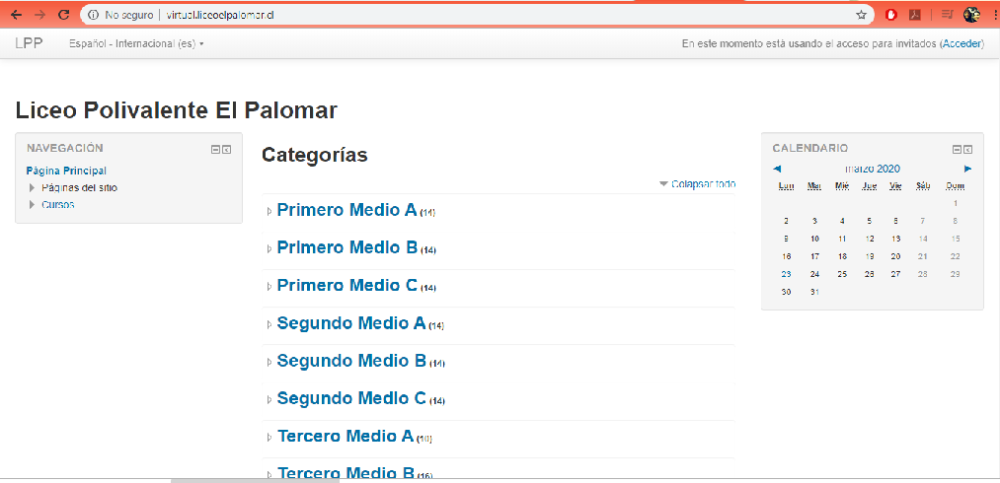 No seguro | virtual.liceoelpalomar.cl
LPP Español - Internacional (es) En este momento está usando el acceso para invitados (Acceder)
Liceo Polivalente El Palomar
NAVEGACIÓN
Página Principal
Páginas del sitio
Cursos
Categorías
Colapsar todo
Primero Medio A (14)
Primero Medio B (14)
Primero Medio C (14)
Segundo Medio A (14)
Segundo Medio B (14)
Segundo Medio C (14)
Tercero Medio A (10)
Tercero Medio B (16)
CALENDARIO
marzo 2020
Lun Mar Mié Jue Vie Sáb Dom
1
2 3 4 5 6 7 8
9 10 11 12 13 14 15
16 17 18 19 20 21 22
23 24 25 26 27 28 29
30 31